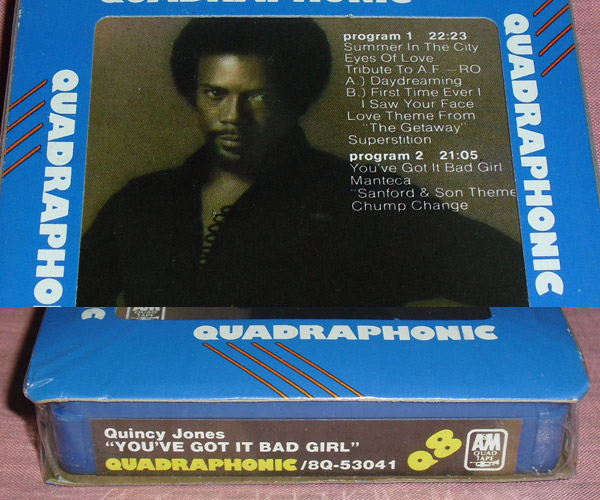 QUADRAPHONIC
QUADRAPHO
QUADRAPHONIC
program 1 22:23
Summer In The City
Eyes Of Love
Tribute To A.F. – RO
A.) Daydreaming
B.) First Time Ever I
I Saw Your Face
Love Theme From
"The Getaway"
Superstition
program 2 21:05
You've Got It Bad Girl
Manteca
"Sanford & Son Theme
Chump Change
TAPE
C
QUADRAPHONIC
Quincy Jones
"YOU'VE GOT IT BAD GIRL"
QUADRAPHONIC/8Q-53041
Q8
A&M
QUAD
TAPE